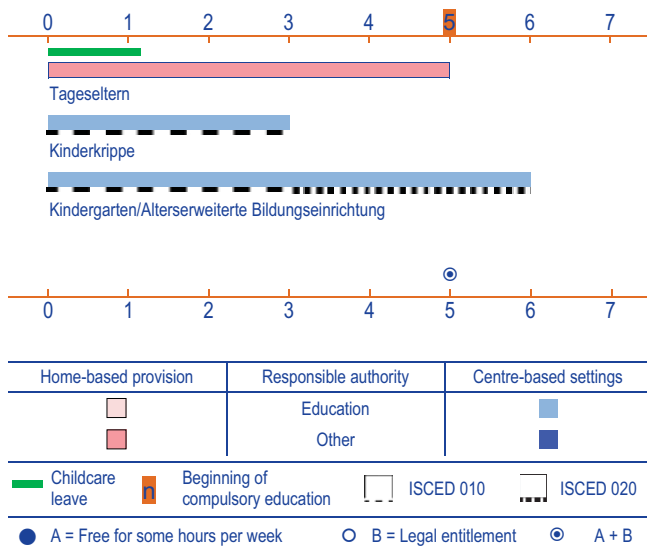 0 1 2 3 4 5 6 7
Tageseltern
Kinderkrippe
Kindergarten/Alterserweiterte Bildungseinrichtung
0 1 2 3 4 5 6 7
Home-based provision Responsible authority Centre-based settings
Education
Other
Childcare leave n Beginning of compulsory education ISCED 010 ISCED 020
A = Free for some hours per week B = Legal entitlement A + B